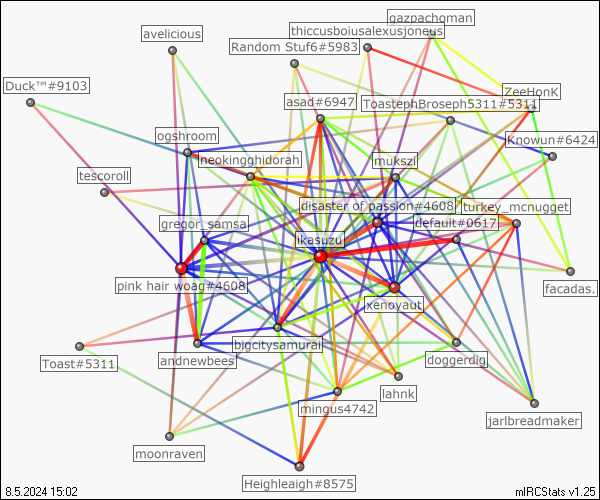 gazpachoman
thiccusboiusalexusjoneus
avelicious
Random Stuf6#5983
Duck™#9103
ZeeHonK
asad#6947
ToastephBroseph5311#5311
ogshroom
Knowun#6424
neokingghidorah
mukszi
tescoroll
disaster of passion#4608
turkey_mcnugget
gregor_samsa
default#0617
ikasuzu
pink hair woag#4608
facadas.
xenoyaut
bigcitysamurai
andnewbees
doggerdig
Toast#5311
lahnk
mingus4742
jarlbreadmaker
moonraven
Heighleaigh#8575
8.5.2024 15:02
mIRCStats v1.25